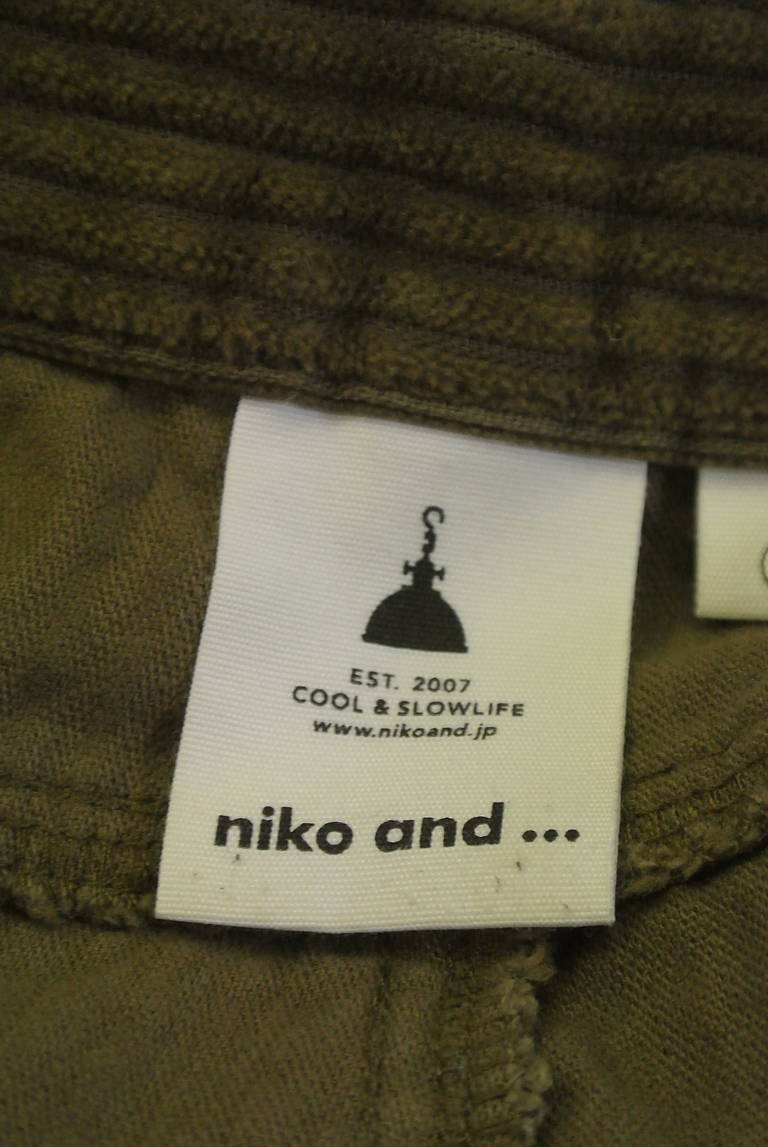 EST. 2007
COOL & SLOWLIFE
www.nikoand.jp
niko and ...